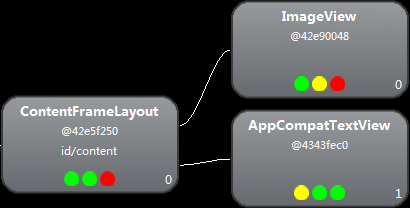 ImageView
@42e90048
0
ContentFrameLayout
@42e5f250
id/content
0
AppCompatTextView
@4343fec0
1